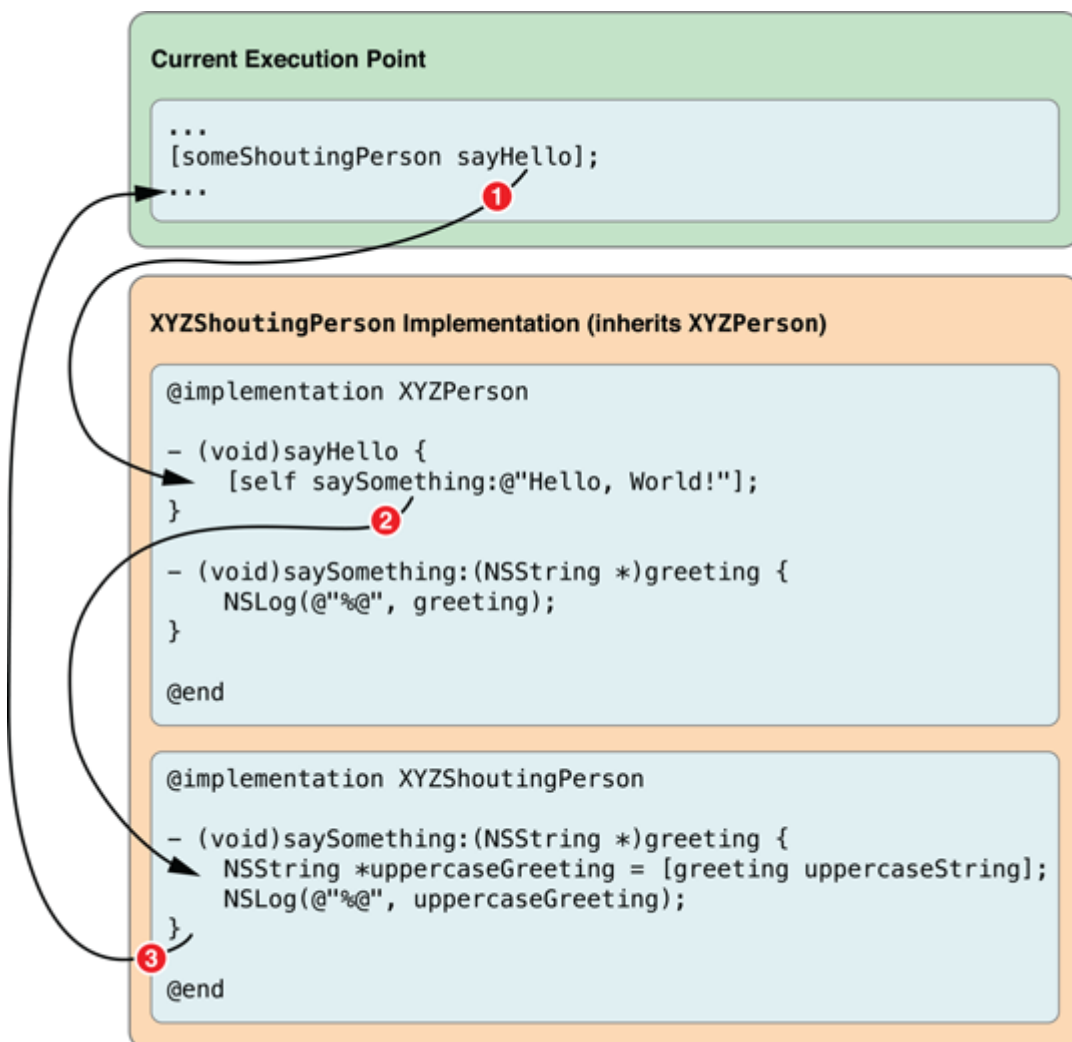 Current Execution Point
...
[someShoutingPerson sayHello];
...
1
XYZShoutingPerson Implementation (inherits XYZPerson)
@implementation XYZPerson
- (void)sayHello {
[self saySomething:@"Hello, World!"];
}
2
- (void)saySomething:(NSString *)greeting {
NSLog(@"%@", greeting);
}
@end
@implementation XYZShoutingPerson
- (void)saySomething:(NSString *)greeting {
NSString *uppercaseGreeting = [greeting uppercaseString];
NSLog(@"%@", uppercaseGreeting);
}
3
@end